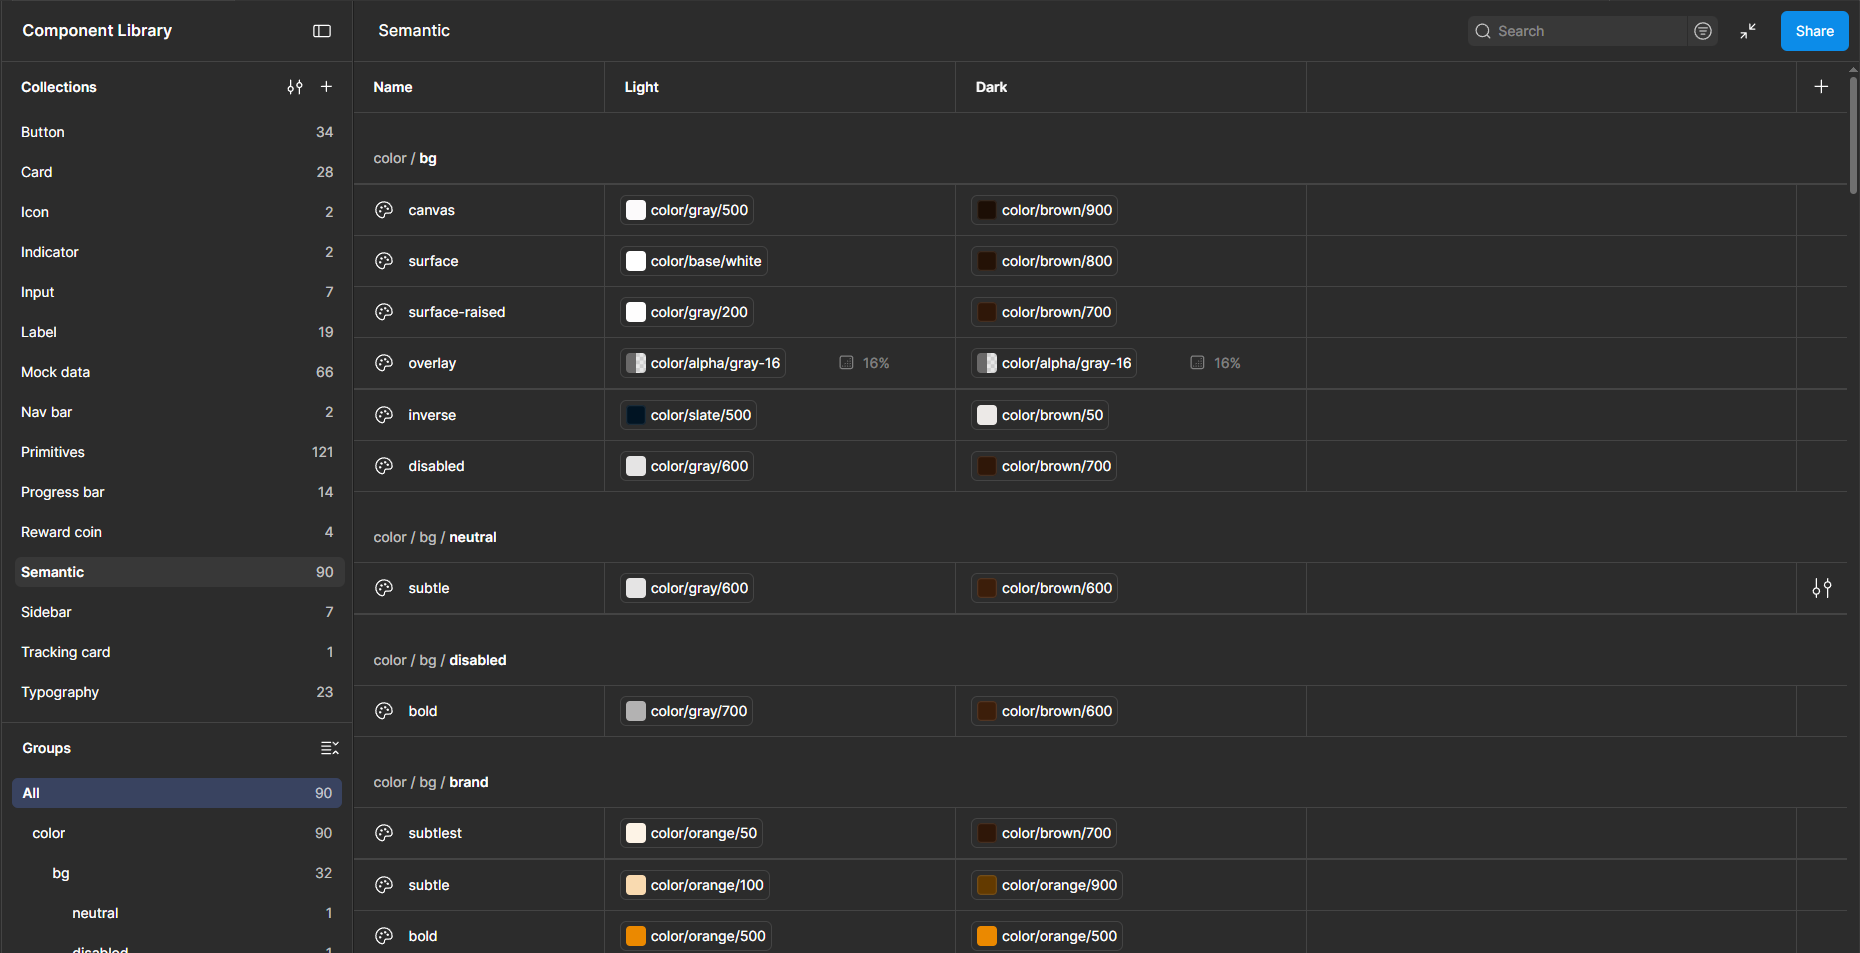 Component Library
Semantic
Search
Share
Collections
Name
Light
Dark
Button 34
Card 28
Icon 2
Indicator 2
Input 7
Label 19
Mock data 66
Nav bar 2
Primitives 121
Progress bar 14
Reward coin 4
Semantic 90
Sidebar 7
Tracking card 1
Typography 23
Groups
All 90
color 90
bg 32
neutral 1
disabled 1
color / bg
canvas color/gray/500 color/brown/900
surface color/base/white color/brown/800
surface-raised color/gray/200 color/brown/700
overlay color/alpha/gray-16 16% color/alpha/gray-16 16%
inverse color/slate/500 color/brown/50
disabled color/gray/600 color/brown/700
color / bg / neutral
subtle color/gray/600 color/brown/600
color / bg / disabled
bold color/gray/700 color/brown/600
color / bg / brand
subtlest color/orange/50 color/brown/700
subtle color/orange/100 color/orange/900
bold color/orange/500 color/orange/500